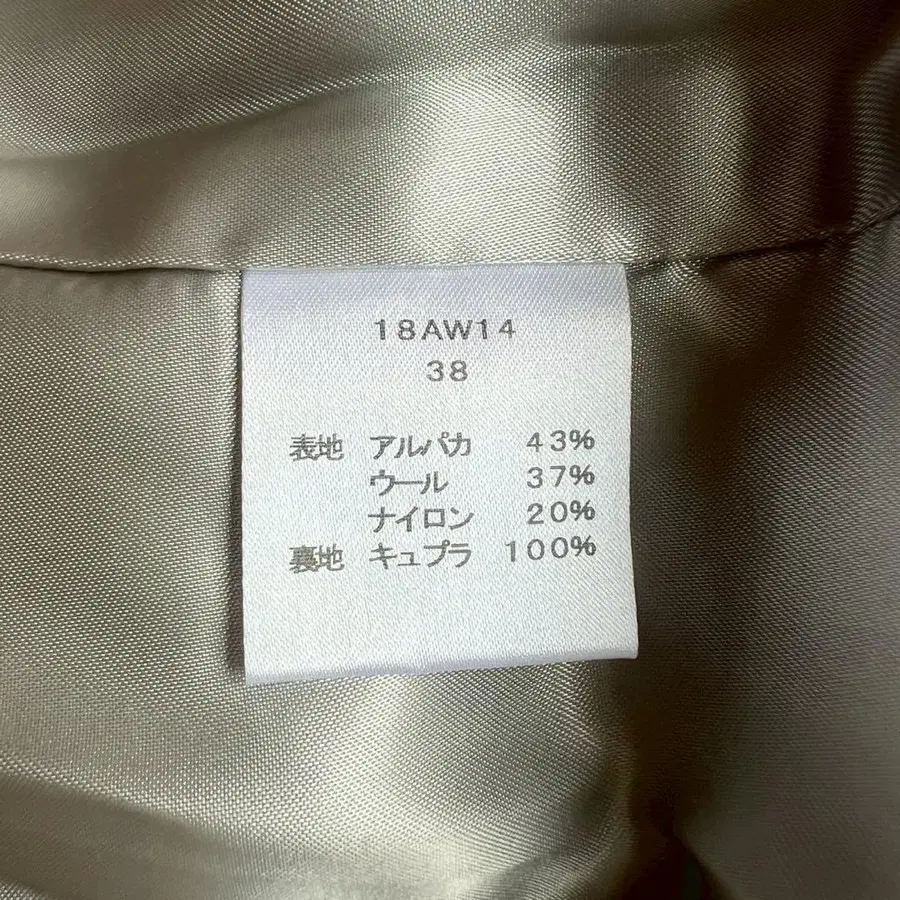 18AW14
38
表地 アルパカ 43%
ウール 37%
ナイロン 20%
裏地 キュプラ 100%